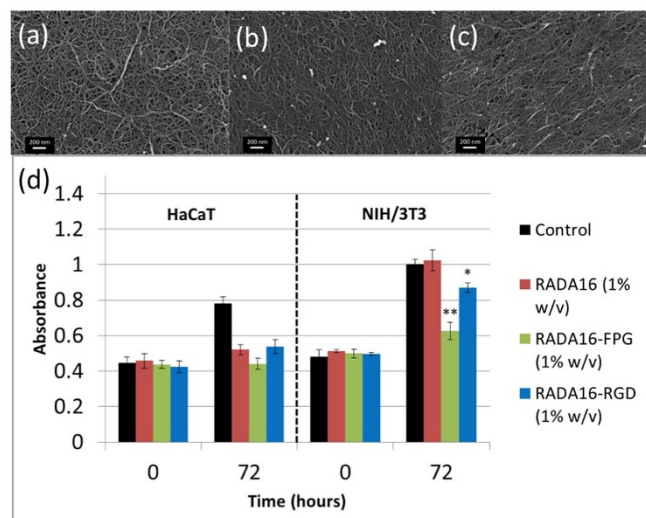 (a)
(b)
(c)
200 nm
200 nm
200 nm
(d)
1.4
1.2
1
0.8
0.6
0.4
0.2
0
Absorbance
HaCaT
NIH/3T3
**
*
0
72
0
72
Time (hours)
Control
RADA16 (1%
w/v)
RADA16-FPG
(1% w/v)
RADA16-RGD
(1% w/v)